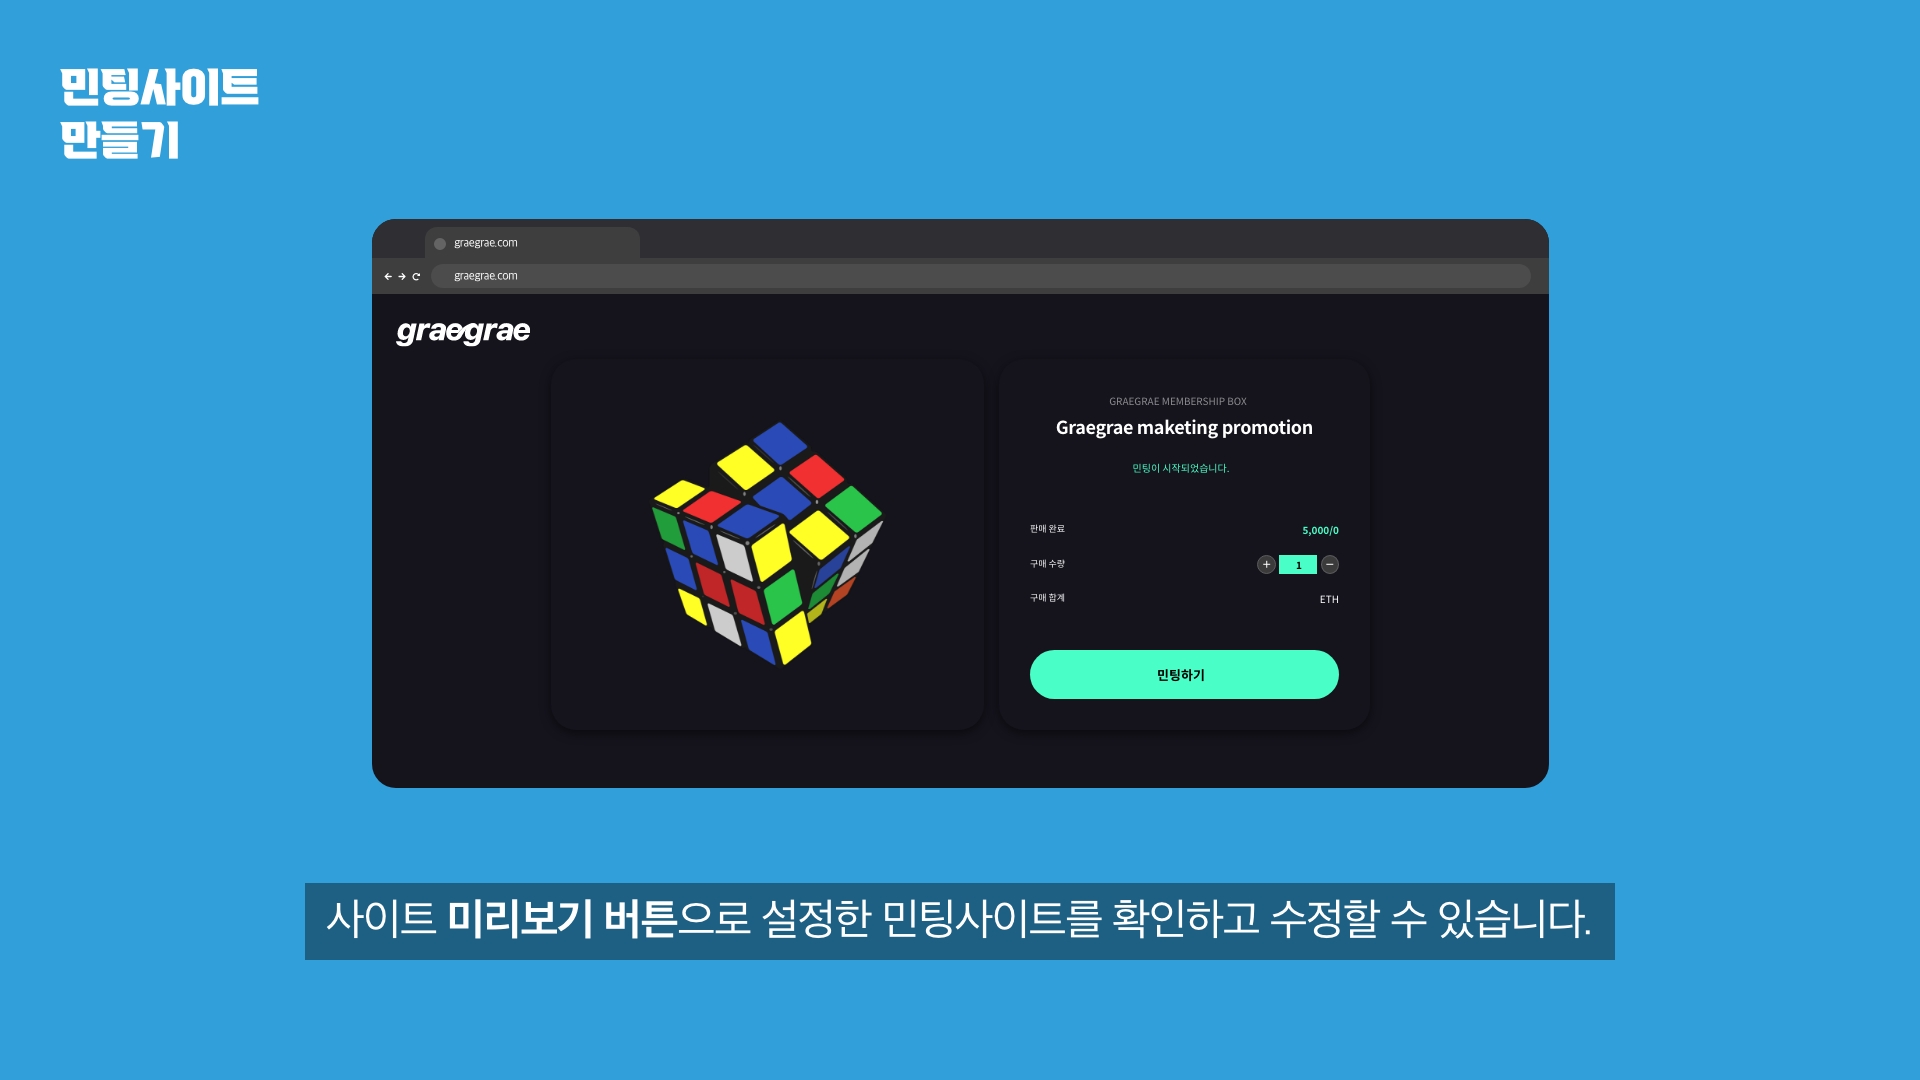 민팅사이트
만들기
graegrae.com
graegrae.com
graegrae
GRAEGRAE MEMBERSHIP BOX
Graegrae maketing promotion
민팅이 시작되었습니다.
판매 완료 5,000/0
구매 수량 + 1 −
구매 합계 ETH
민팅하기
사이트 미리보기 버튼으로 설정한 민팅사이트를 확인하고 수정할 수 있습니다.